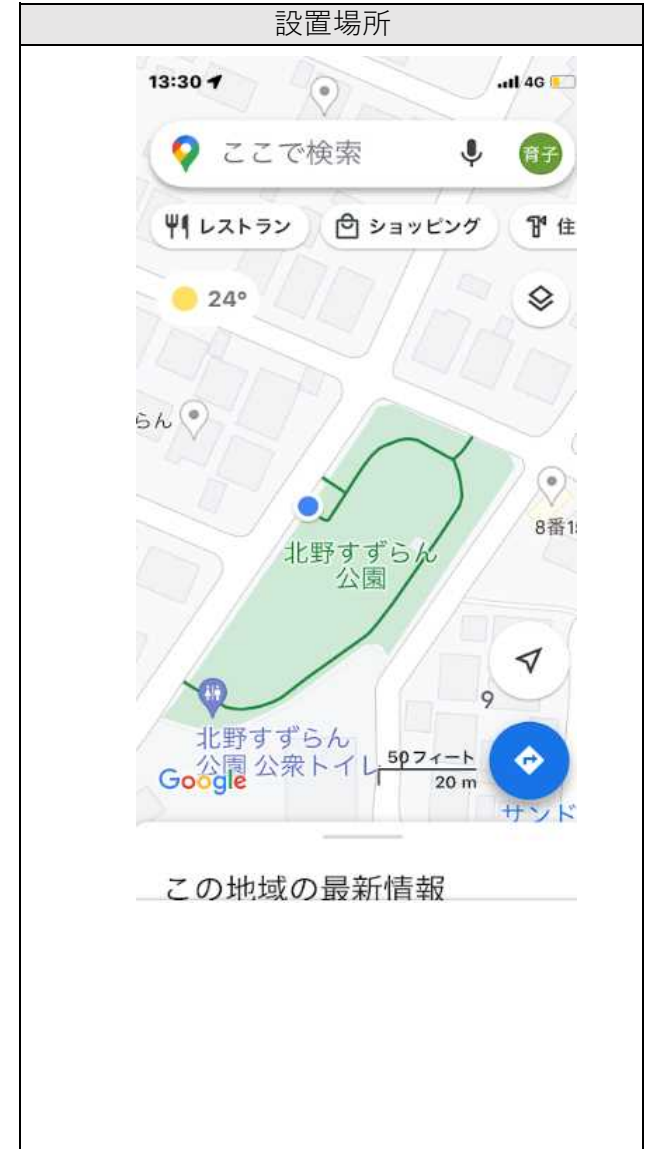 設置場所
13:30
4G
ここで検索
育子
レストラン
ショッピング
住
24°
らん
8番1
北野すずらん
公園
9
北野すずらん
公園 公衆トイレ
50フィート
20 m
Google
サンド
この地域の最新情報